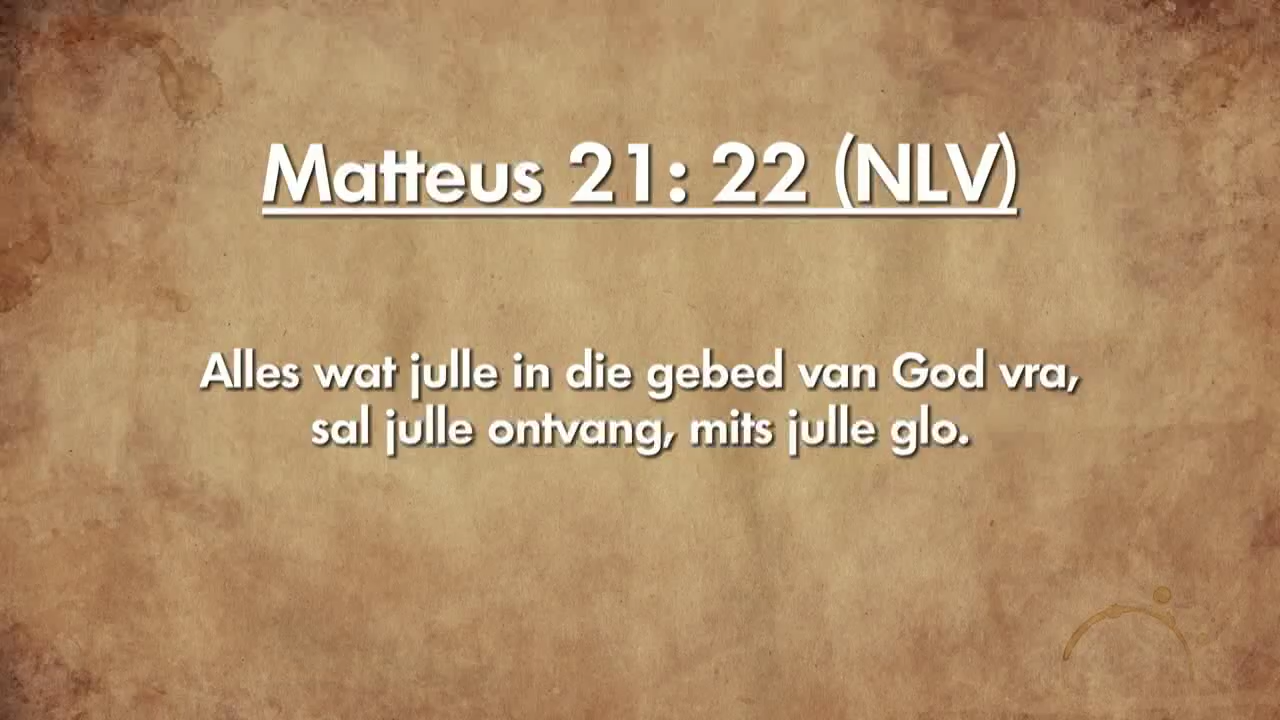 Matteus 21: 22 (NLV)
Alles wat julle in die gebed van God vra,
sal julle ontvang, mits julle glo.